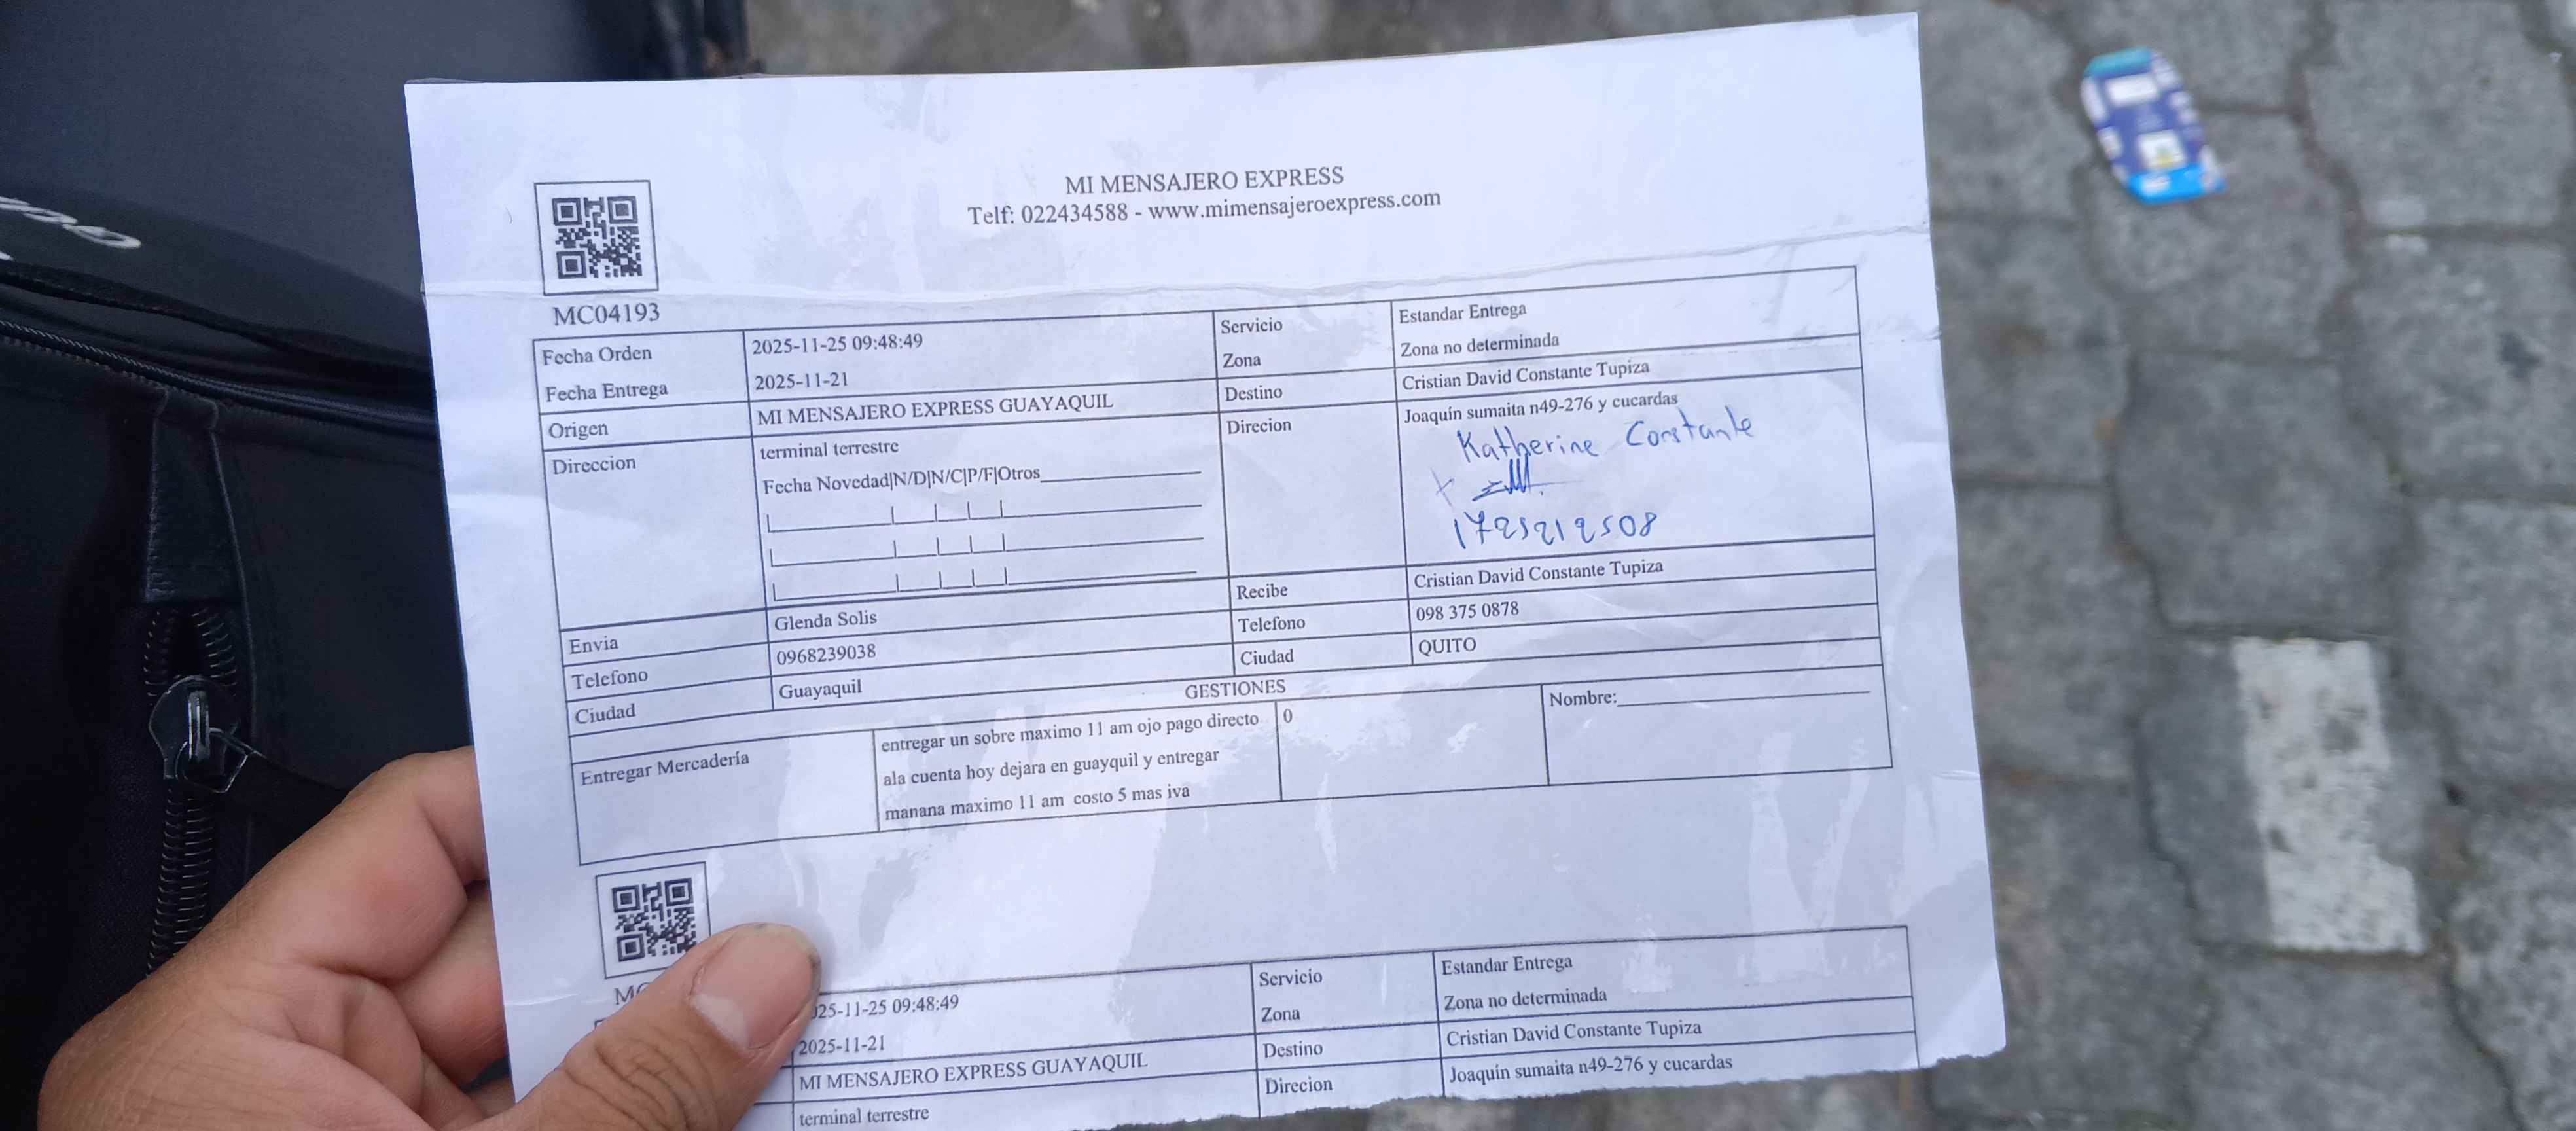 MI MENSAJERO EXPRESS
Telf: 022434588 - www.mimensajeroexpress.com
MC04193
Fecha Orden 2025-11-25 09:48:49 Servicio Estandar Entrega
Fecha Entrega 2025-11-21 Zona Zona no determinada
Origen MI MENSAJERO EXPRESS GUAYAQUIL Destino Cristian David Constante Tupiza
Direccion terminal terrestre Direcion Joaquín sumaita n49-276 y cucardas
Fecha Novedad|N/D|N/C|P/F|Otros
Katherine Constante
X
1725212508
Envia Glenda Solis Recibe Cristian David Constante Tupiza
Telefono 0968239038 Telefono 098 375 0878
Ciudad Guayaquil Ciudad QUITO
GESTIONES
Entregar Mercadería entregar un sobre maximo 11 am ojo pago directo 0 Nombre:
ala cuenta hoy dejara en guayquil y entregar
manana maximo 11 am costo 5 mas iva
MC
025-11-25 09:48:49 Servicio Estandar Entrega
2025-11-21 Zona Zona no determinada
MI MENSAJERO EXPRESS GUAYAQUIL Destino Cristian David Constante Tupiza
terminal terrestre Direcion Joaquín sumaita n49-276 y cucardas